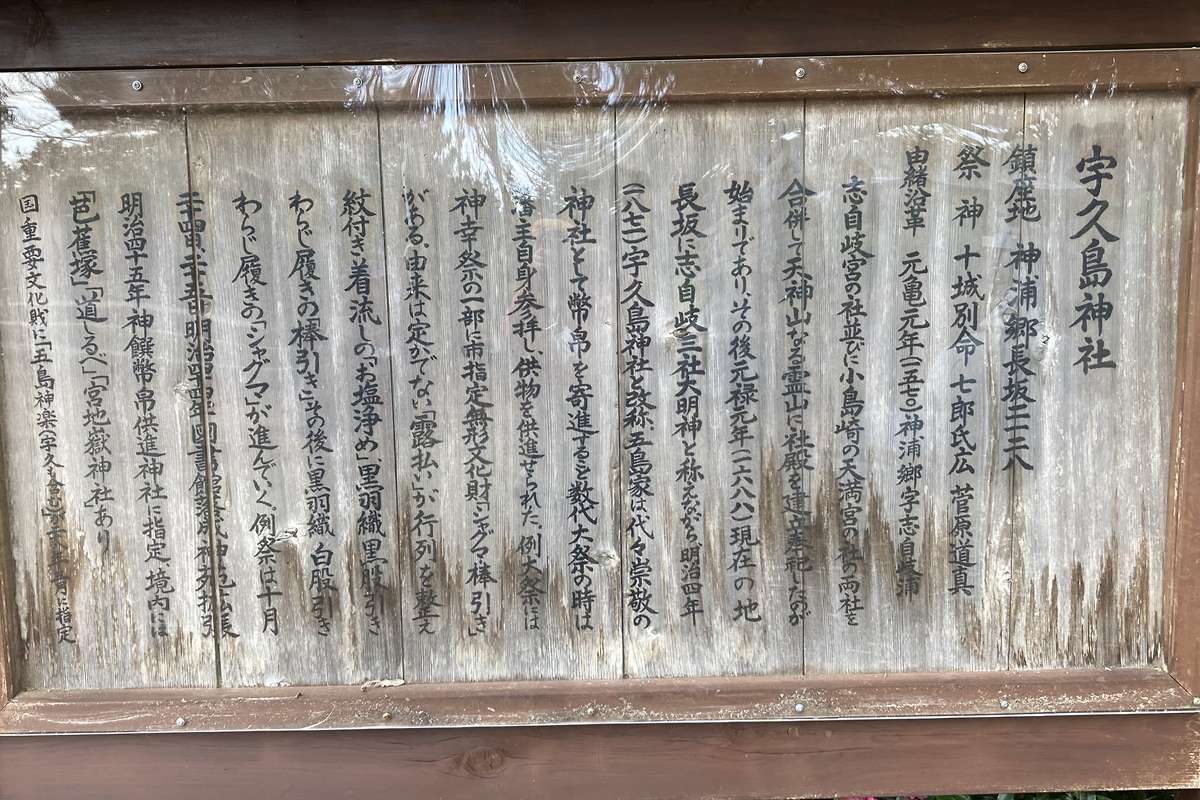 宇久島神社
鎮座地 神浦郷長坂二一二八
祭神 十城別命 七郎氏広 菅原道真
由緒沿革 元亀元年(一五七〇)神浦郷字志自岐浦
志自岐宮の社並びに小島崎の天満宮の社の両社を
合併して天神山なる霊山に社殿を建立奉祀したのが
始まりであり、その後元禄元年(一六八八)現在の地
長坂に志自岐三社大明神と称えながら、明治四年
(一八七一)宇久島神社と改称、五島家は代々崇敬の
神社として幣帛を寄進すると数代大祭の時は
藩主自身参拝し、供物を供進せられた、例大祭には
神幸祭の一部に市指定無形文化財「シャグマ棒引き」
がある、由来は定かでない「露払い」が行列を整え
紋付き着流しの「お塩浄め」、黒羽織黒股引き
わらじ履きの「棒引き」その後に黒羽織白股引き
わらじ履きの「シャグマ」が進んでいく。例祭は十月
明治四十五年神饌幣帛供進神社に指定、境内には
「芭蕉塚」「道しるべ」「宮地嶽神社」あり
国重要文化財に「五島神楽(宇久も含む)
月に指定